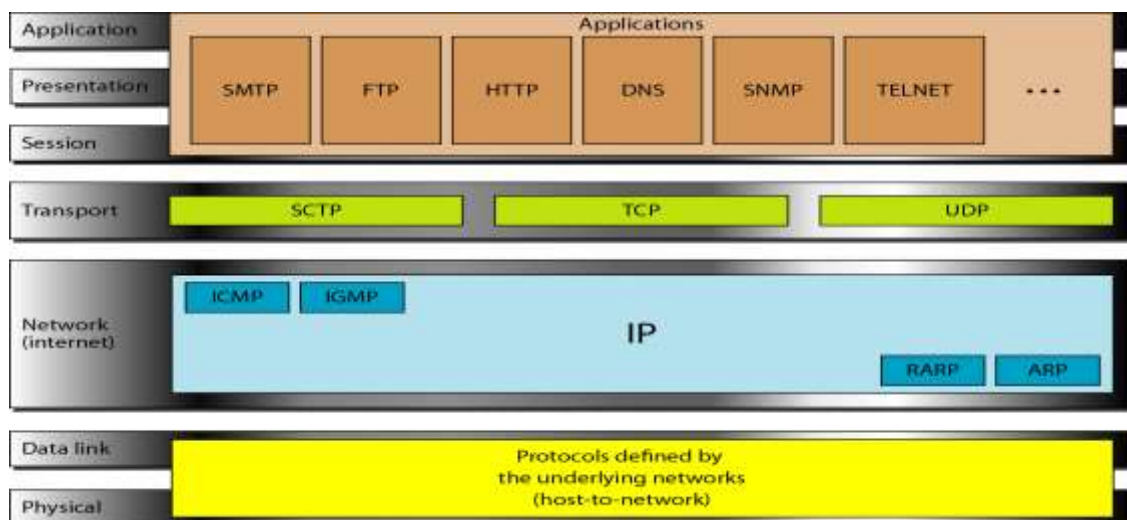 Application
Applications
Presentation
SMTP
FTP
HTTP
DNS
SNMP
TELNET
...
Session
Transport
SCTP
TCP
UDP
ICMP
IGMP
Network
(internet)
IP
RARP
ARP
Data link
Protocols defined by
the underlying networks
(host-to-network)
Physical